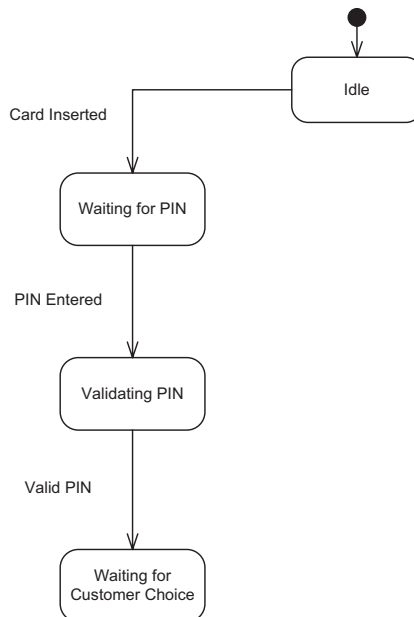 Idle
Card Inserted
Waiting for PIN
PIN Entered
Validating PIN
Valid PIN
Waiting for
Customer Choice